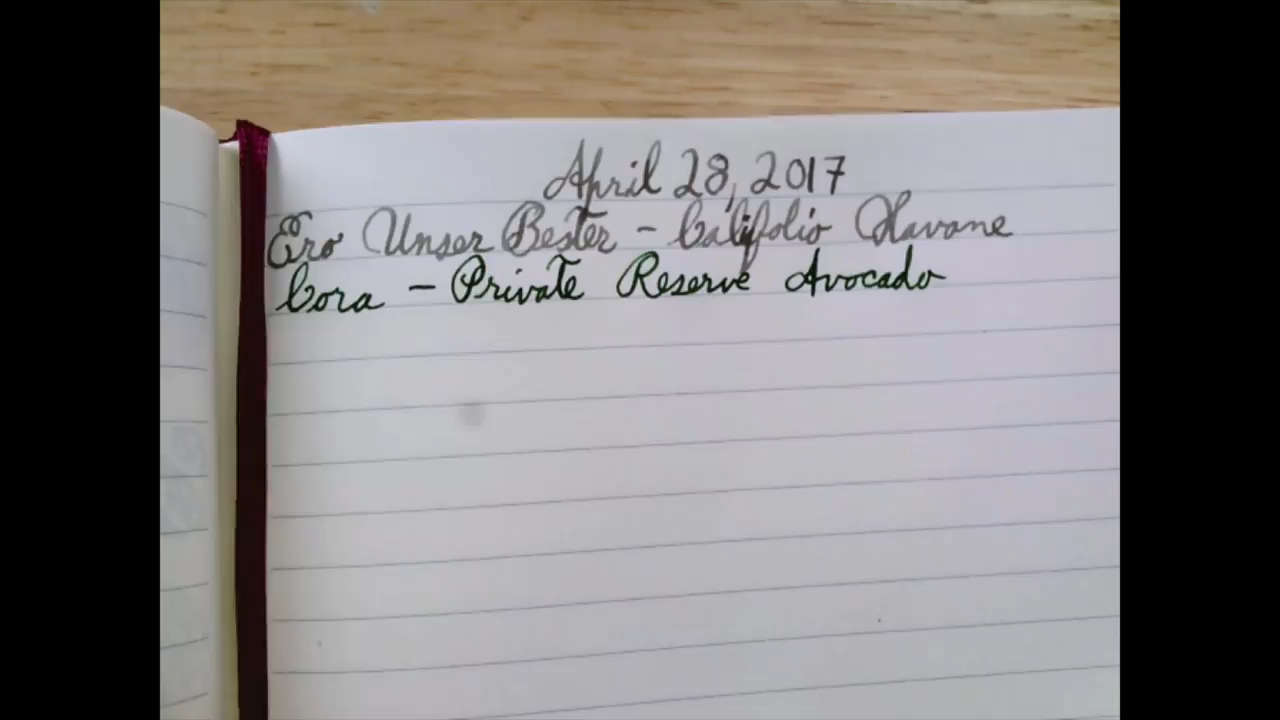 April 28, 2017
Ero Unser Bester - Califolio Havane
Cora - Private Reserve Avocado